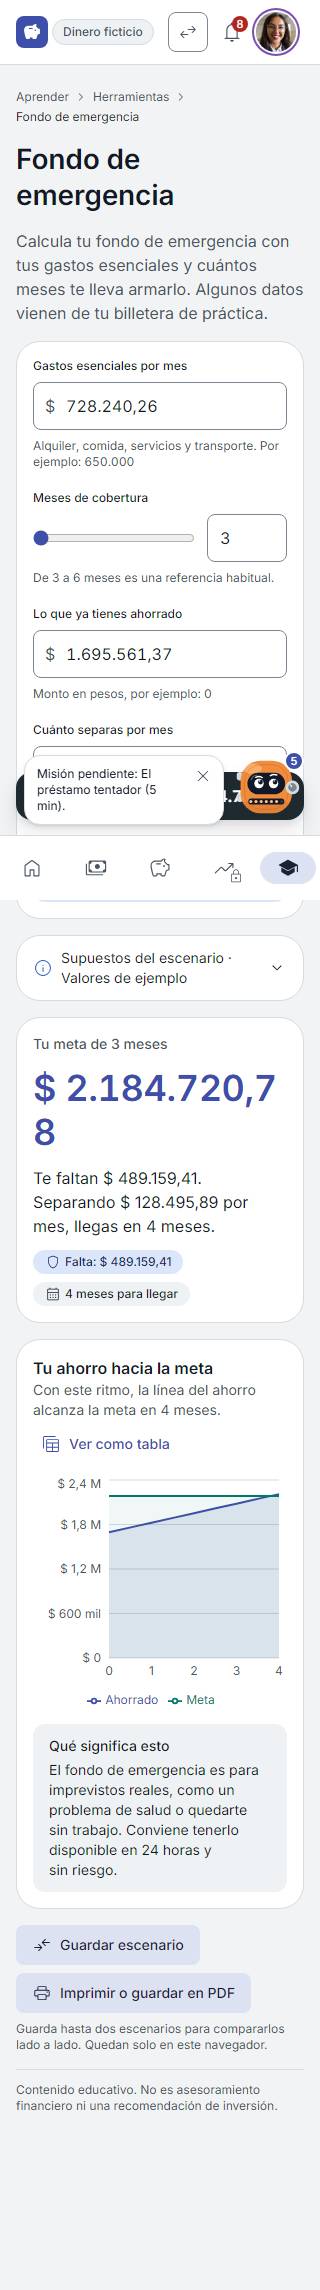 Dinero ficticio
8
Aprender
Herramientas
Fondo de emergencia
Fondo de
emergencia
Calcula tu fondo de emergencia con
tus gastos esenciales y cuántos
meses te lleva armarlo. Algunos datos
vienen de tu billetera de práctica.
Gastos esenciales por mes
$ 728.240,26
Alquiler, comida, servicios y transporte. Por
ejemplo: 650.000
Meses de cobertura
3
De 3 a 6 meses es una referencia habitual.
Lo que ya tienes ahorrado
$ 1.695.561,37
Monto en pesos, por ejemplo: 0
Cuánto separas por mes
5
Misión pendiente: El
préstamo tentador (5
min).
Supuestos del escenario ·
Valores de ejemplo
Tu meta de 3 meses
$ 2.184.720,7
8
Te faltan $ 489.159,41.
Separando $ 128.495,89 por
mes, llegas en 4 meses.
Falta: $ 489.159,41
4 meses para llegar
Tu ahorro hacia la meta
Con este ritmo, la línea del ahorro
alcanza la meta en 4 meses.
Ver como tabla
$ 2,4 M
$ 1,8 M
$ 1,2 M
$ 600 mil
$ 0
0 1 2 3 4
Ahorrado Meta
Qué significa esto
El fondo de emergencia es para
imprevistos reales, como un
problema de salud o quedarte
sin trabajo. Conviene tenerlo
disponible en 24 horas y
sin riesgo.
Guardar escenario
Imprimir o guardar en PDF
Guarda hasta dos escenarios para compararlos
lado a lado. Quedan solo en este navegador.
Contenido educativo. No es asesoramiento
financiero ni una recomendación de inversión.